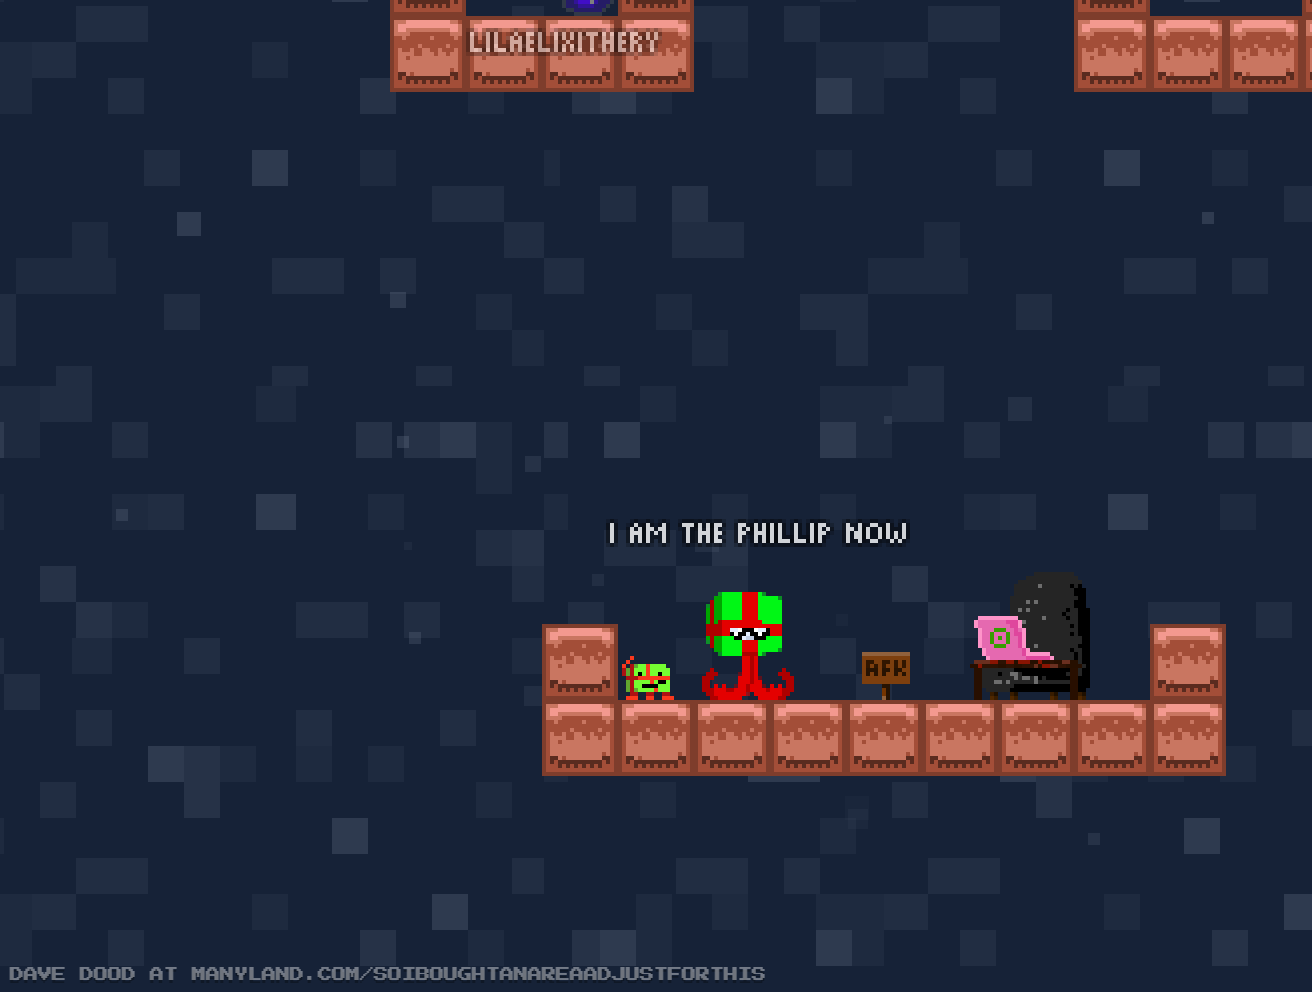 LILAELIXITHERY
I AM THE PHILLIP NOW
AFK
DAVE DOOD AT MANYLAND.COM/SOIBOUGHTANAREAADJUSTFORTHIS